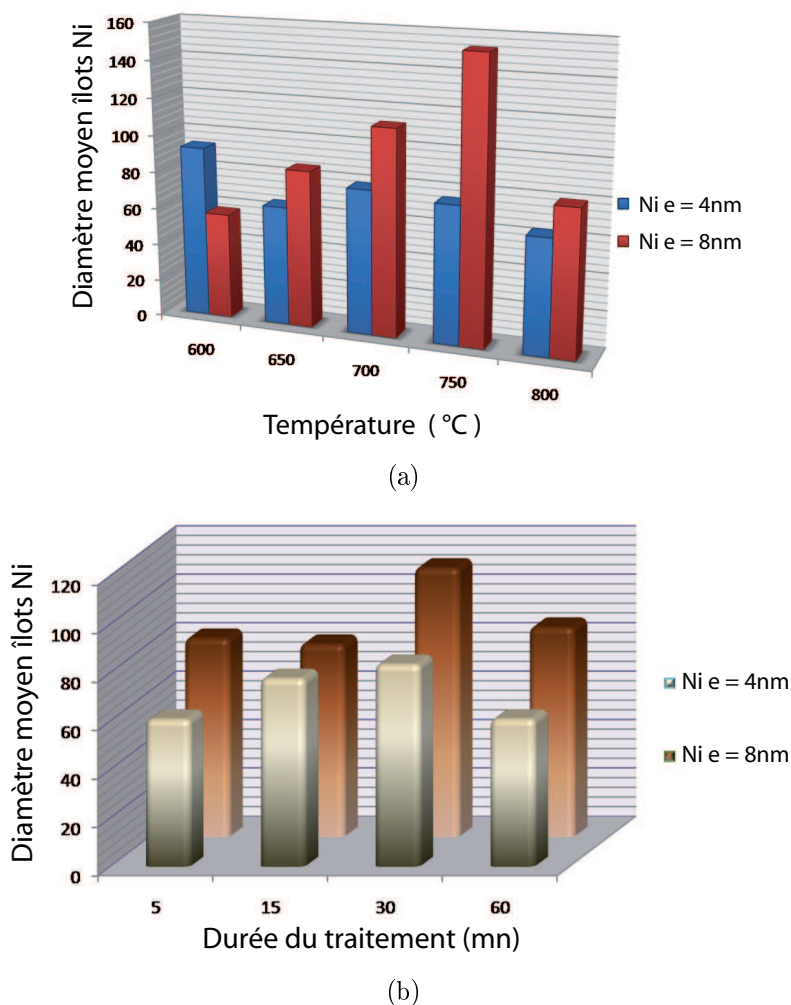 Diamètre moyen îlots Ni
160
140
120
100
80
60
40
20
0
600
650
700
750
800
Ni e = 4nm
Ni e = 8nm
Température ( °C )
(a)
Diamètre moyen îlots Ni
120
100
80
60
40
20
0
5
15
30
60
Ni e = 4nm
Ni e = 8nm
Durée du traitement (mn)
(b)